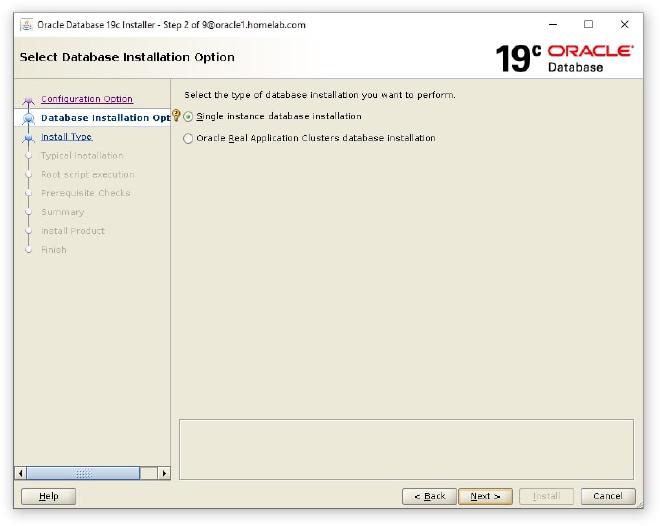 Oracle Database 19c Installer - Step 2 of 9@oracle1.homelab.com
Select Database Installation Option
19c ORACLE
Database
Configuration Option
Database Installation Opt
Install Type
Typical Installation
Root script execution
Prerequisite Checks
Summary
Install Product
Finish
Select the type of database installation you want to perform.
Single instance database installation
Oracle Real Application Clusters database installation
Help
< Back
Next >
Install
Cancel